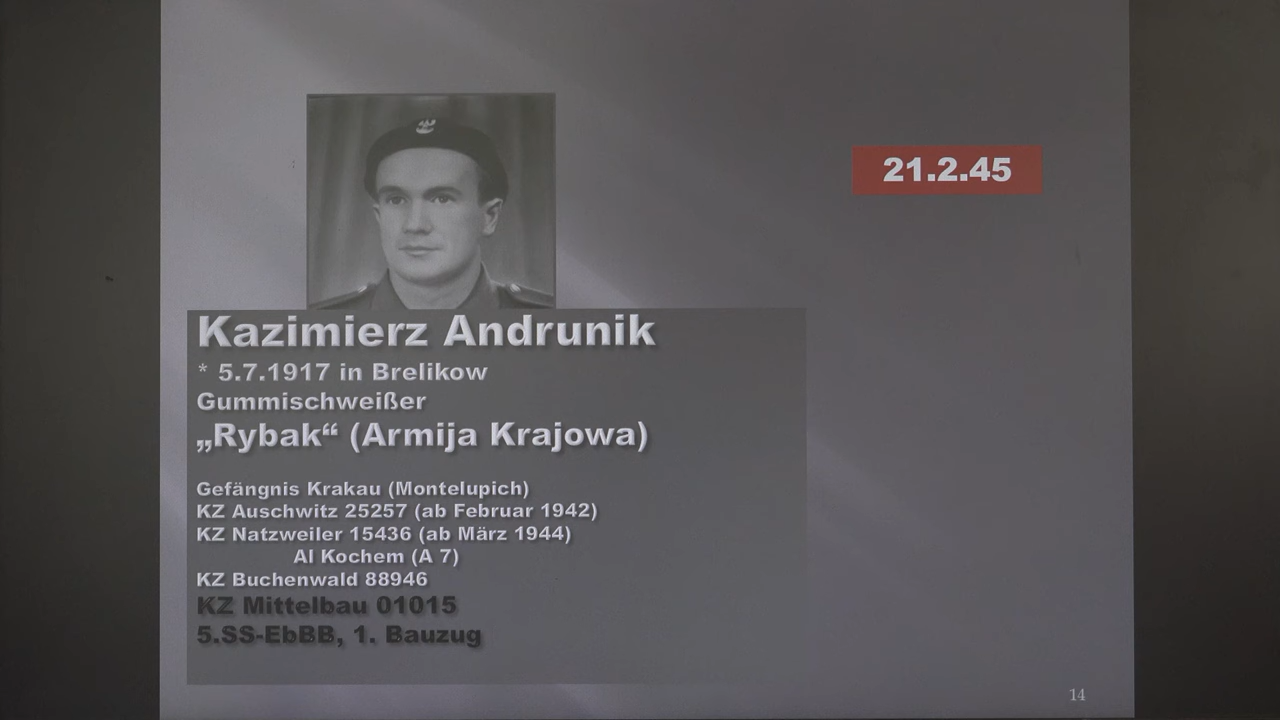 21.2.45
Kazimierz Andrunik
* 5.7.1917 in Brelikow
Gummischweißer
„Rybak“ (Armija Krajowa)
Gefängnis Krakau (Montelupich)
KZ Auschwitz 25257 (ab Februar 1942)
KZ Natzweiler 15436 (ab März 1944)
Al Kochem (A 7)
KZ Buchenwald 88946
KZ Mittelbau 01015
5.SS-EbBB, 1. Bauzug
14